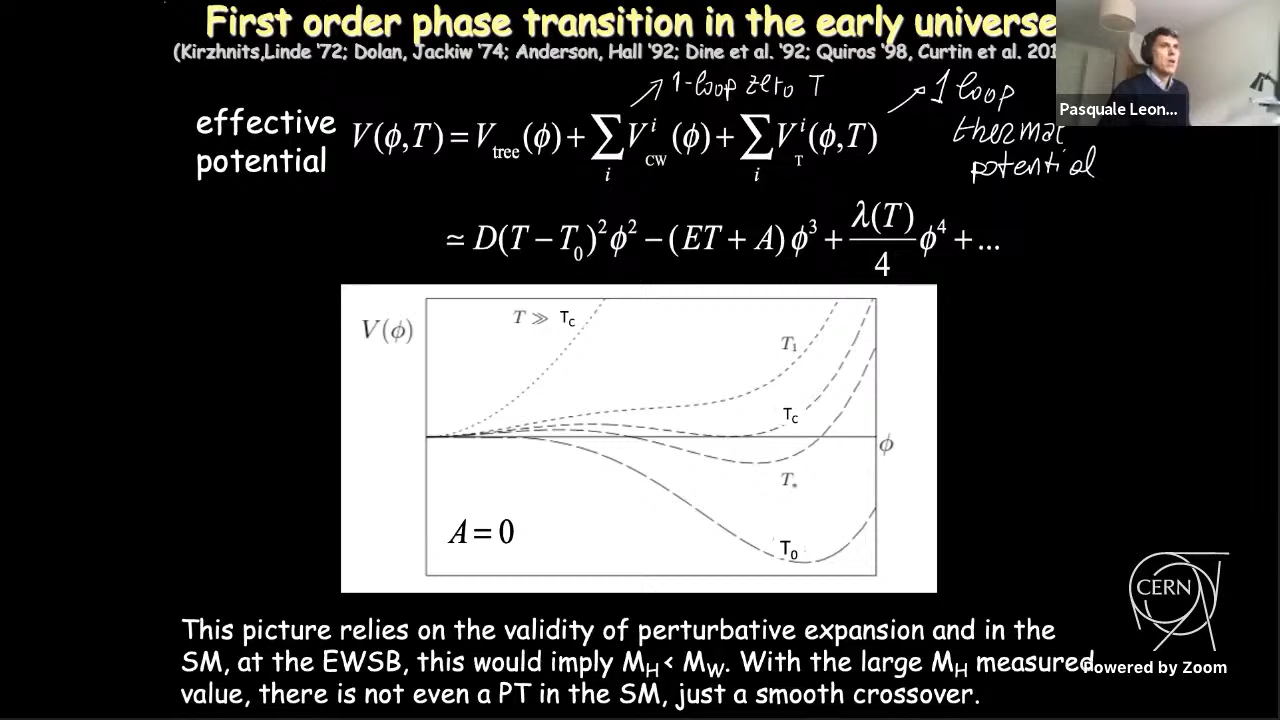 First order phase transition in the early universe
(Kirzhnits,Linde '72; Dolan, Jackiw '74; Anderson, Hall '92; Dine et al. '92; Quiros '98, Curtin et al. 201
Pasquale Leon...
1-loop zero T
1 loop
thermal
potential
effective
potential
V(ϕ,T) = V_tree(ϕ) + ∑_i V^i_CW(ϕ) + ∑_i V^i_T(ϕ,T)
≃ D(T − T_0)^2 ϕ^2 − (ET + A) ϕ^3 + λ(T)/4 ϕ^4 + ...
V(ϕ)
T ≫ T_c
T_1
T_c
ϕ
T_*
A = 0
T_0
This picture relies on the validity of perturbative expansion and in the
SM, at the EWSB, this would imply M_H < M_W. With the large M_H measured
value, there is not even a PT in the SM, just a smooth crossover.
CERN
Powered by Zoom